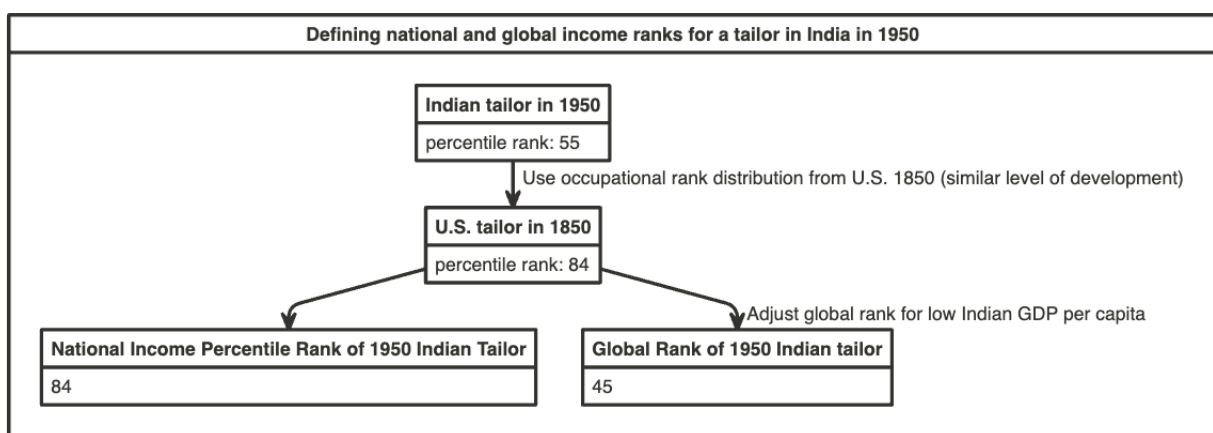 Defining national and global income ranks for a tailor in India in 1950
Indian tailor in 1950
percentile rank: 55
Use occupational rank distribution from U.S. 1850 (similar level of development)
U.S. tailor in 1850
percentile rank: 84
Adjust global rank for low Indian GDP per capita
National Income Percentile Rank of 1950 Indian Tailor
84
Global Rank of 1950 Indian tailor
45